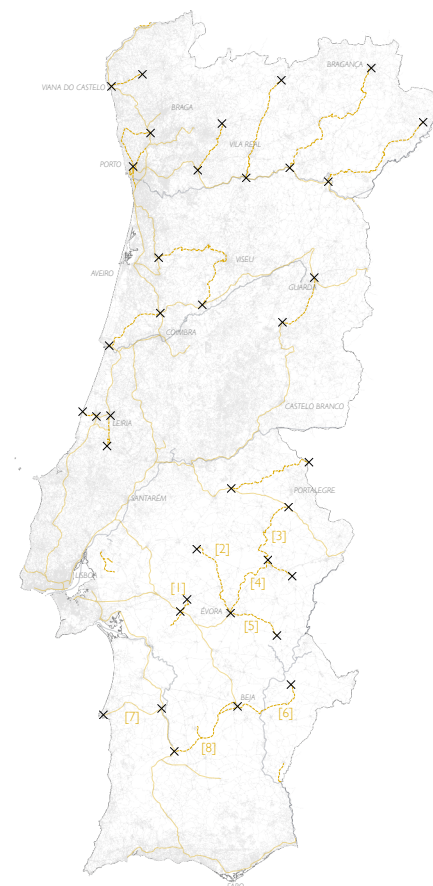 BRAGANÇA
VIANA DO CASTELO
BRAGA
VILA REAL
PORTO
VISEU
AVEIRO
GUARDA
COIMBRA
CASTELO BRANCO
LEIRIA
PORTALEGRE
SANTARÉM
[3]
[2]
LISBOA
[4]
[1]
ÉVORA
[5]
BEJA
[6]
[7]
[8]
FARO